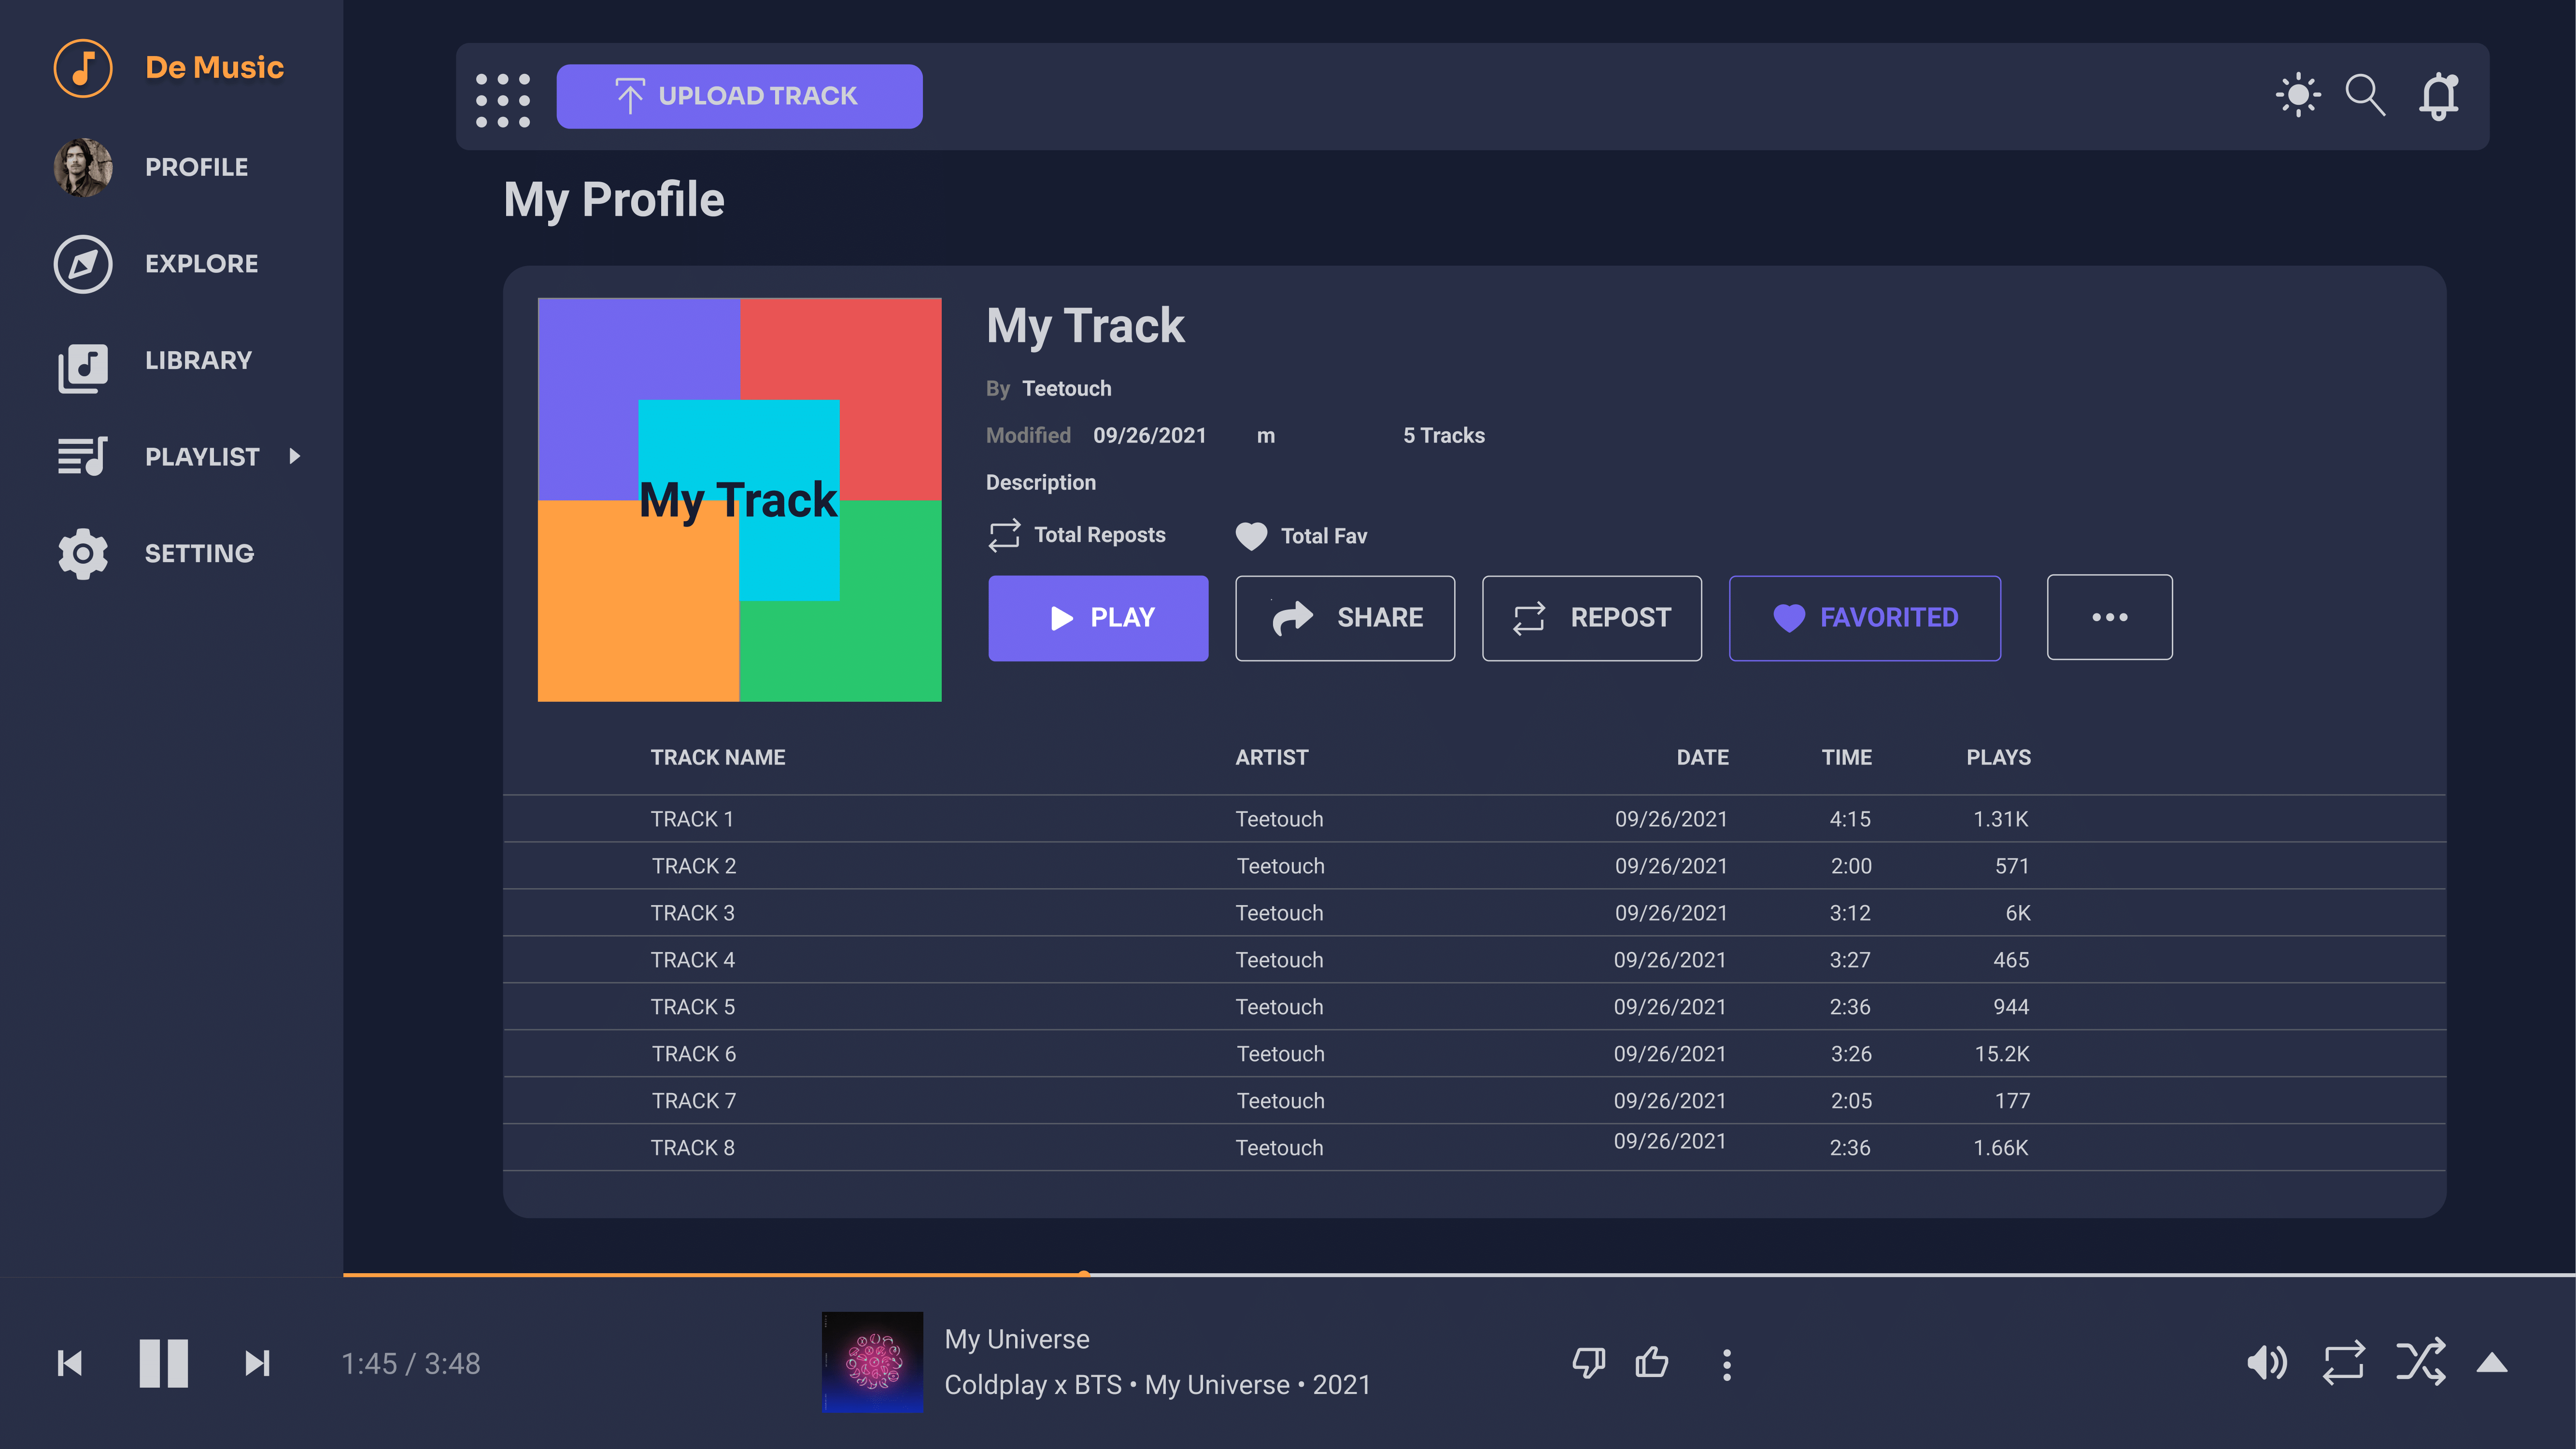 De Music
PROFILE
EXPLORE
LIBRARY
PLAYLIST
SETTING
UPLOAD TRACK
My Profile
My Track
My Track
By Teetouch
Modified 09/26/2021 m 5 Tracks
Description
Total Reposts Total Fav
PLAY SHARE REPOST FAVORITED
TRACK NAME ARTIST DATE TIME PLAYS
TRACK 1 Teetouch 09/26/2021 4:15 1.31K
TRACK 2 Teetouch 09/26/2021 2:00 571
TRACK 3 Teetouch 09/26/2021 3:12 6K
TRACK 4 Teetouch 09/26/2021 3:27 465
TRACK 5 Teetouch 09/26/2021 2:36 944
TRACK 6 Teetouch 09/26/2021 3:26 15.2K
TRACK 7 Teetouch 09/26/2021 2:05 177
TRACK 8 Teetouch 09/26/2021 2:36 1.66K
1:45 / 3:48
My Universe
Coldplay x BTS • My Universe • 2021